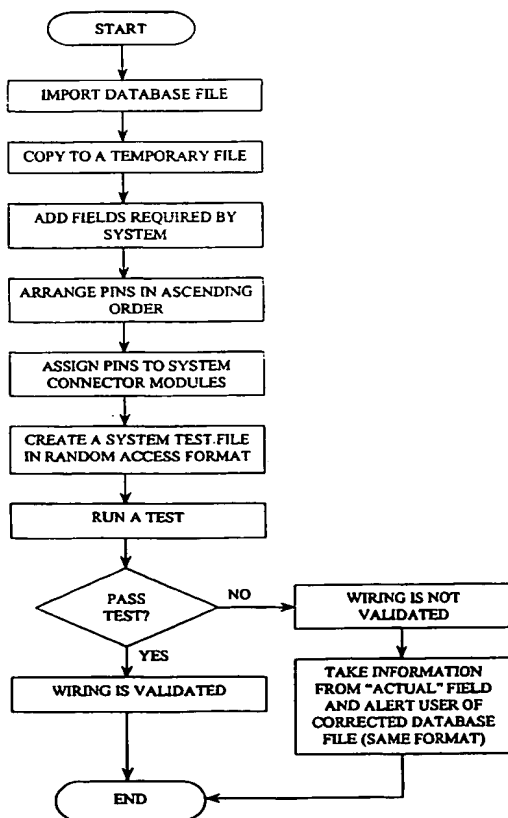 START
IMPORT DATABASE FILE
COPY TO A TEMPORARY FILE
ADD FIELDS REQUIRED BY
SYSTEM
ARRANGE PINS IN ASCENDING
ORDER
ASSIGN PINS TO SYSTEM
CONNECTOR MODULES
CREATE A SYSTEM TEST.FILE
IN RANDOM ACCESS FORMAT
RUN A TEST
PASS
TEST?
NO
YES
WIRING IS NOT
VALIDATED
WIRING IS VALIDATED
TAKE INFORMATION
FROM "ACTUAL" FIELD
AND ALERT USER OF
CORRECTED DATABASE
FILE (SAME FORMAT)
END